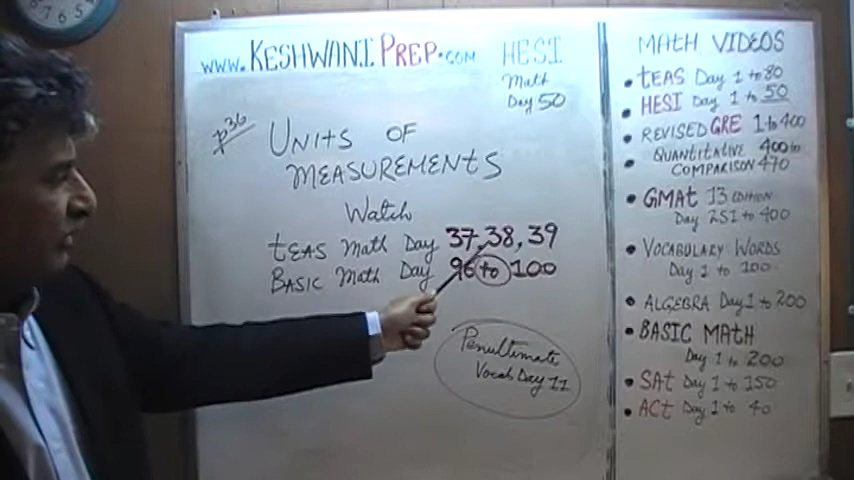 www.KESHWANIPREP.com
HESI
Math
Day 50
p36
UNITS OF
MEASUREMENTS
Watch
TEAS Math Day 37, 38, 39
BASIC Math Day 96 to 100
Penultimate
Vocab Day 11
MATH VIDEOS
• TEAS Day 1 to 80
• HESI Day 1 to 50
• REVISED GRE 1 to 400
• QUANTITATIVE 400 to
COMPARISON 470
• GMAT 13 EDITION
Day 251 to 400
• VOCABULARY WORDS
Day 1 to 100
• ALGEBRA Day 1 to 200
• BASIC MATH
Day 1 to 200
• SAT Day 1 to 150
• ACT Day 1 to 40